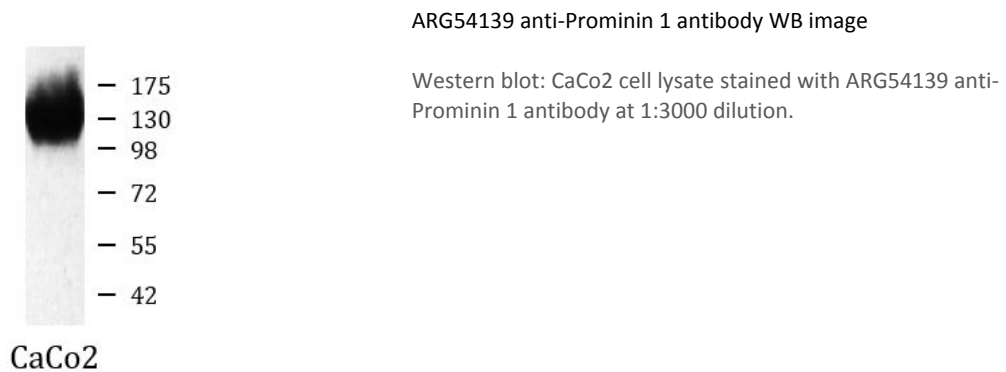 ARG54139 anti-Prominin 1 antibody WB image
Western blot: CaCo2 cell lysate stained with ARG54139 anti-
Prominin 1 antibody at 1:3000 dilution.
175
130
98
72
55
42
CaCo2